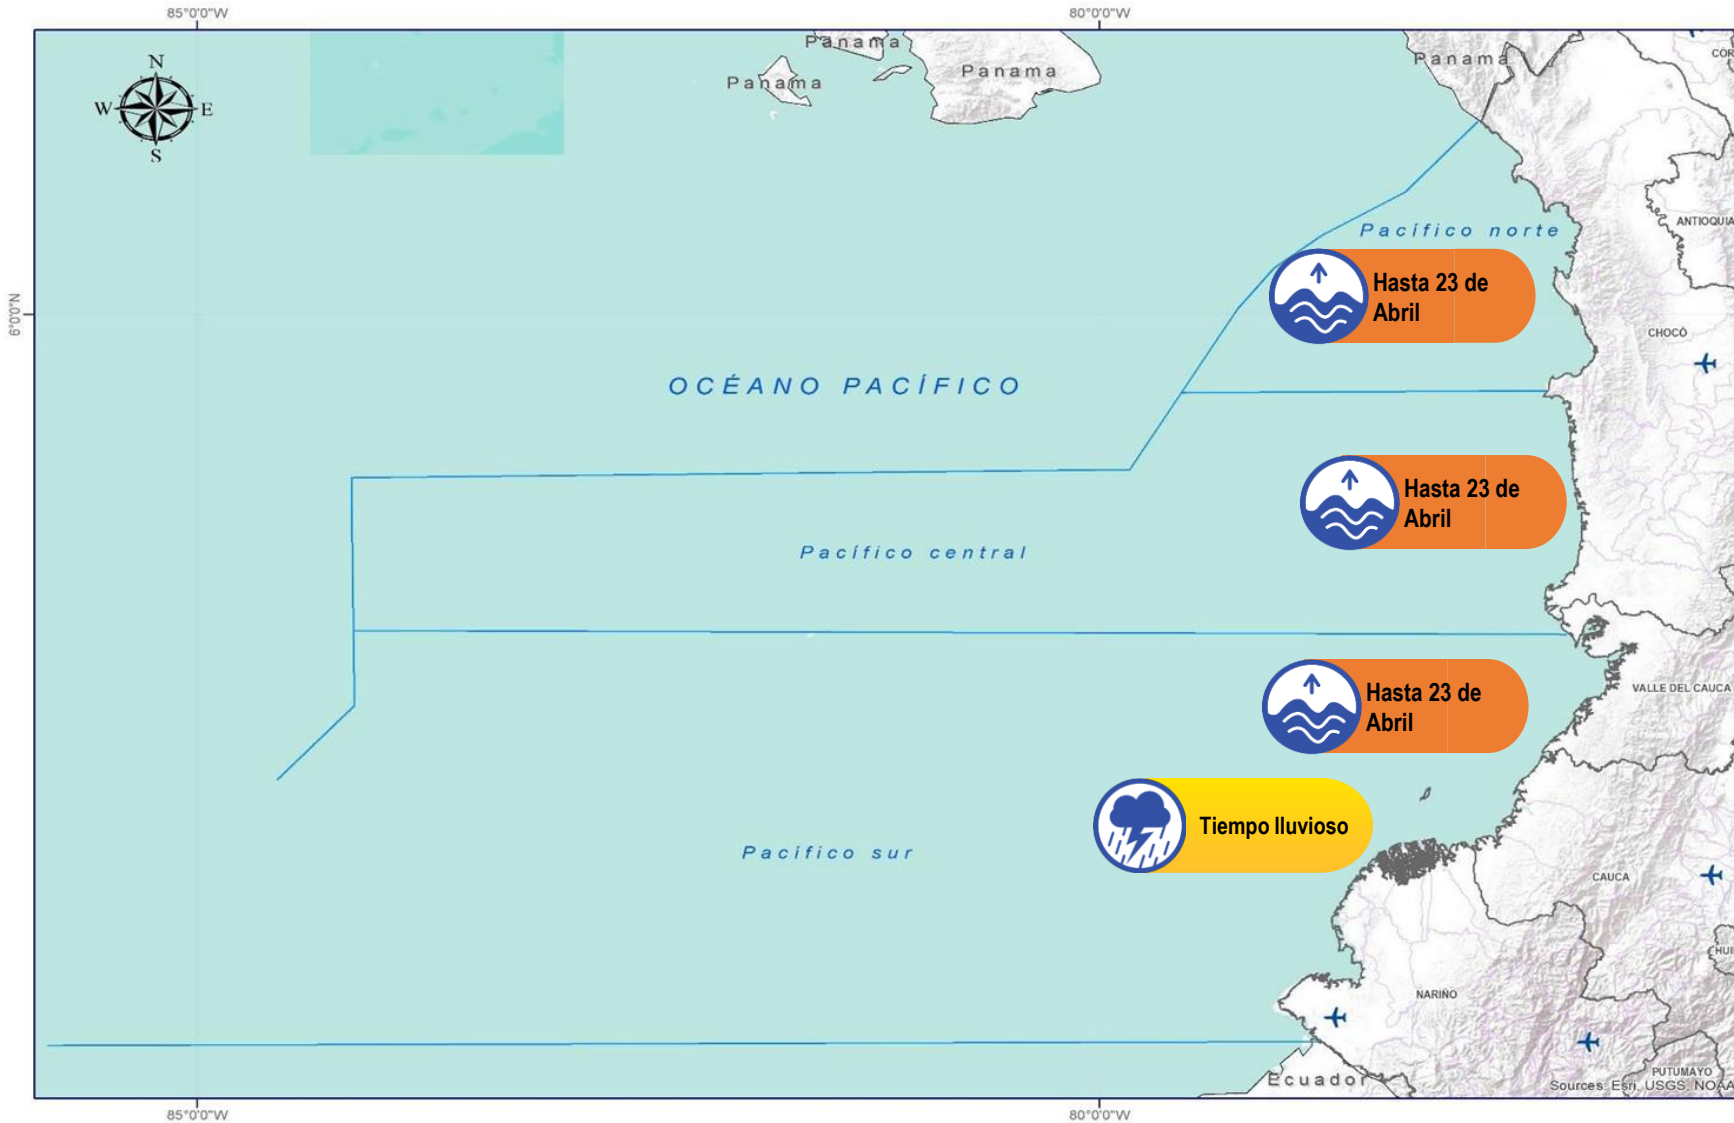 85°0'0"W
80°0'0"W
N
W
E
S
Panama
Panama
Panama
Panama
CÓR
ANTIOQUIA
Pacífico norte
Hasta 23 de
Abril
6°0'0"N
CHOCÓ
OCÉANO PACÍFICO
Hasta 23 de
Abril
Pacífico central
Hasta 23 de
Abril
VALLE DEL CAUCA
Tiempo lluvioso
Pacífico sur
CAUCA
HUI
NARIÑO
PUTUMAYO
Ecuador
Sources: Esri, USGS, NOAA
85°0'0"W
80°0'0"W